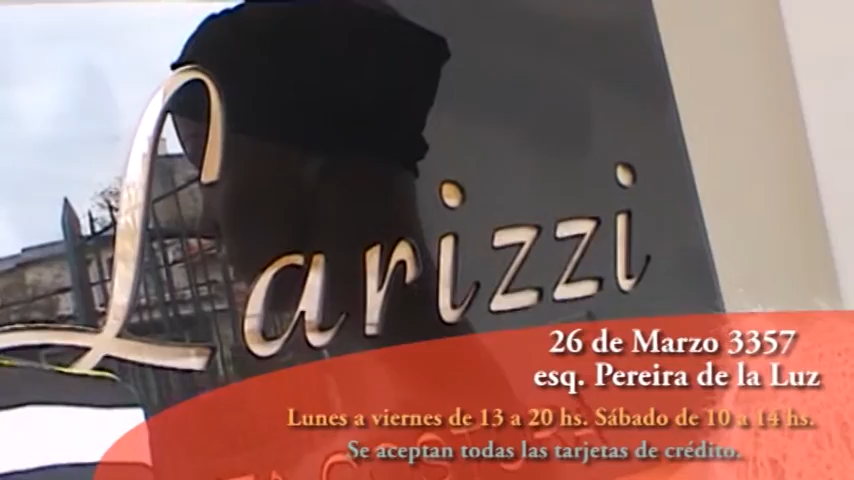 Larizzi
26 de Marzo 3357
esq. Pereira de la Luz
Lunes a viernes de 13 a 20 hs. Sábado de 10 a 14 hs.
Se aceptan todas las tarjetas de crédito.